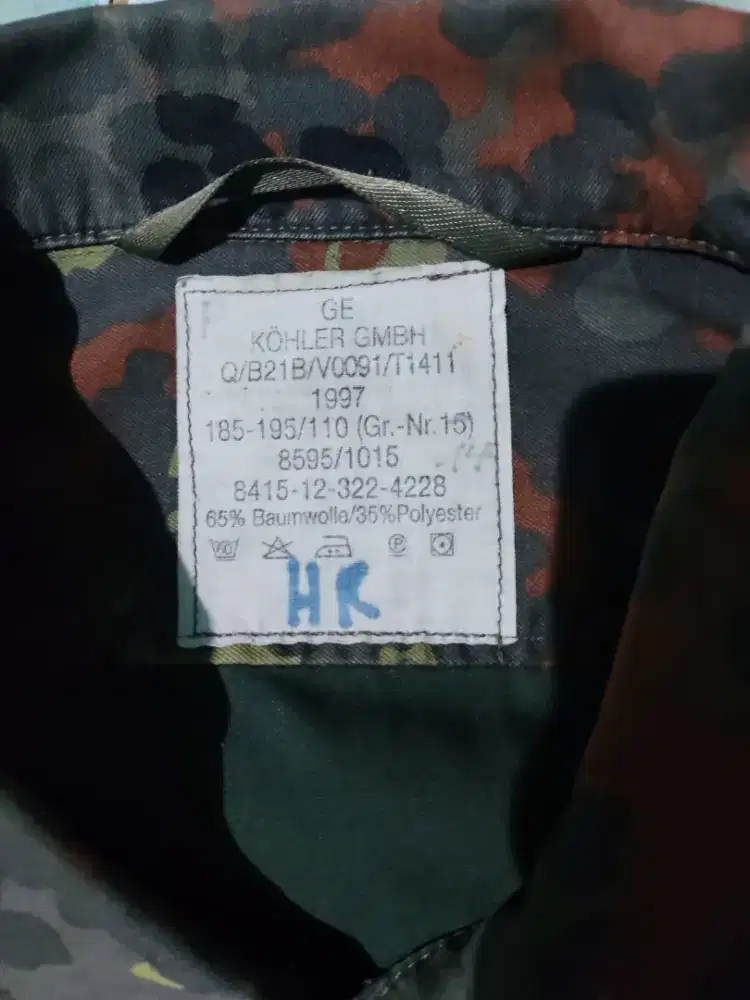 GE
KÖHLER GMBH
Q/B21B/V0091/T1411
1997
185-195/110 (Gr.-Nr.15)
8595/1015
8415-12-322-4228
65% Baumwolle/35%Polyester
HR